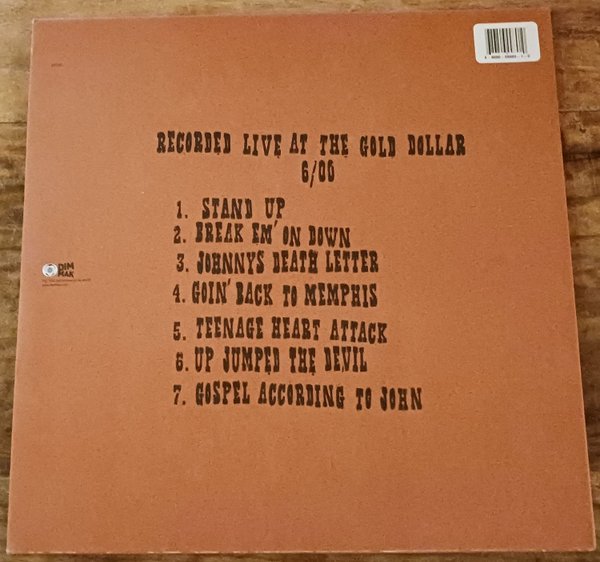 RECORDED LIVE AT THE GOLD DOLLAR
6/00
1. STAND UP
2. BREAK EM' ON DOWN
3. JOHNNYS DEATH LETTER
4. GOIN' BACK TO MEMPHIS
5. TEENAGE HEART ATTACK
6. UP JUMPED THE DEVIL
7. GOSPEL ACCORDING TO JOHN
DIM
MAK